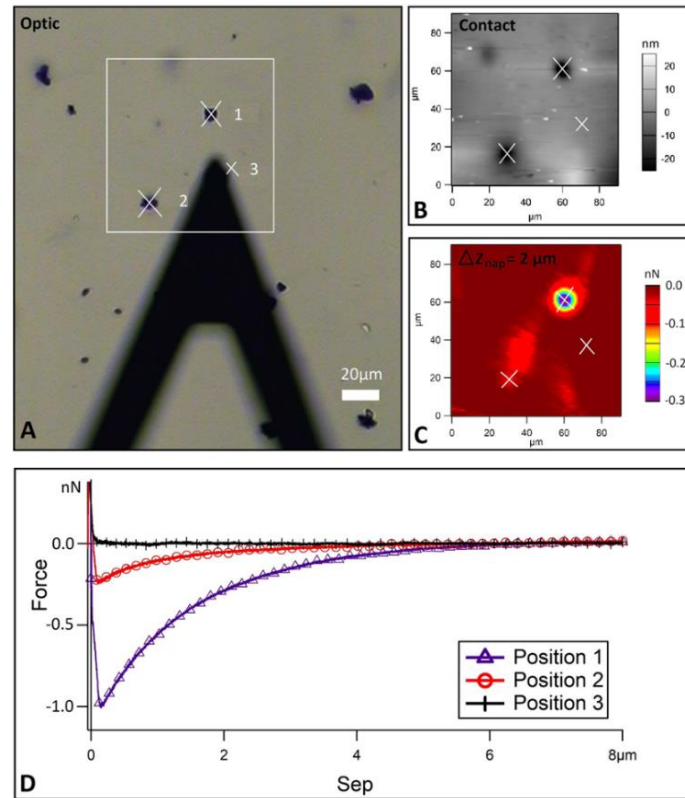 Optic
A
1
2
3
20µm
Contact
nm
20
10
0
-10
-20
80
60
40
20
0
µm
0
20
40
60
80
µm
B
△Znap= 2 µm
nN
0.0
-0.1
-0.2
-0.3
80
60
40
20
0
µm
0
20
40
60
80
µm
C
nN
0.0
-0.5
-1.0
Force
Position 1
Position 2
Position 3
0
2
4
6
8µm
Sep
D